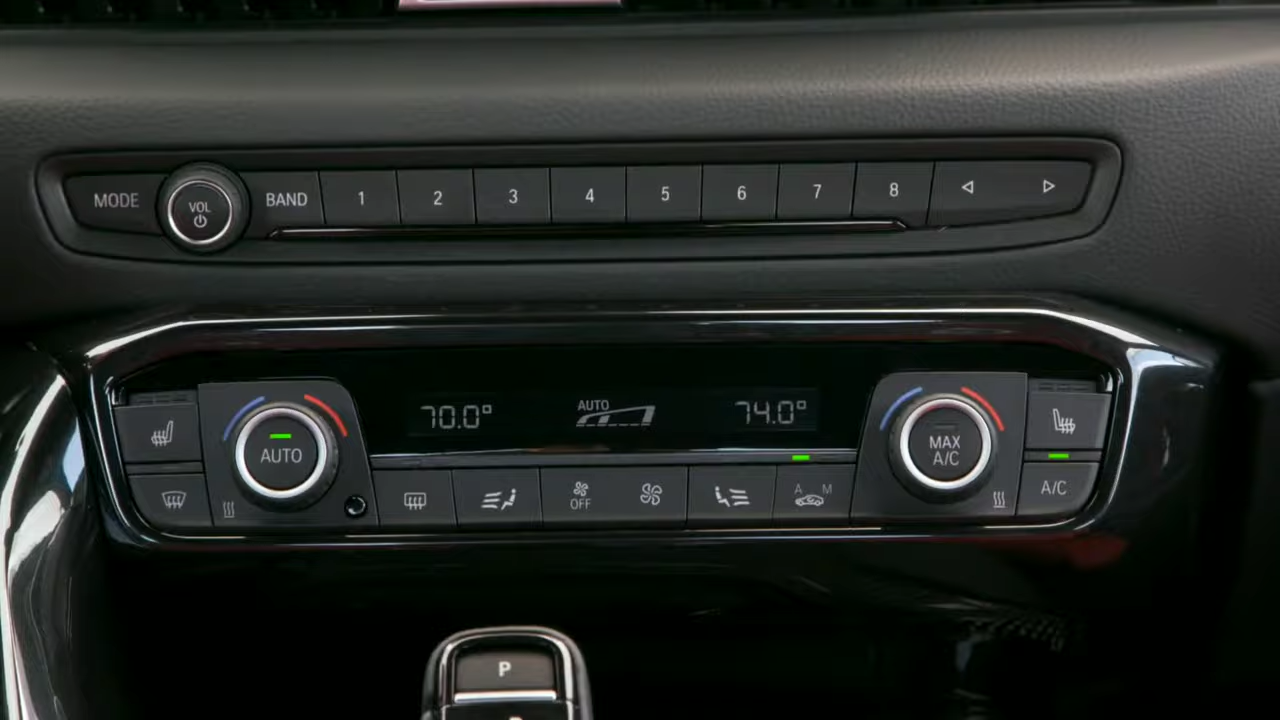 MODE VOL BAND 1 2 3 4 5 6 7 8
AUTO
70.0° 74.0°
AUTO
MAX
A/C
A M
OFF
A/C
P